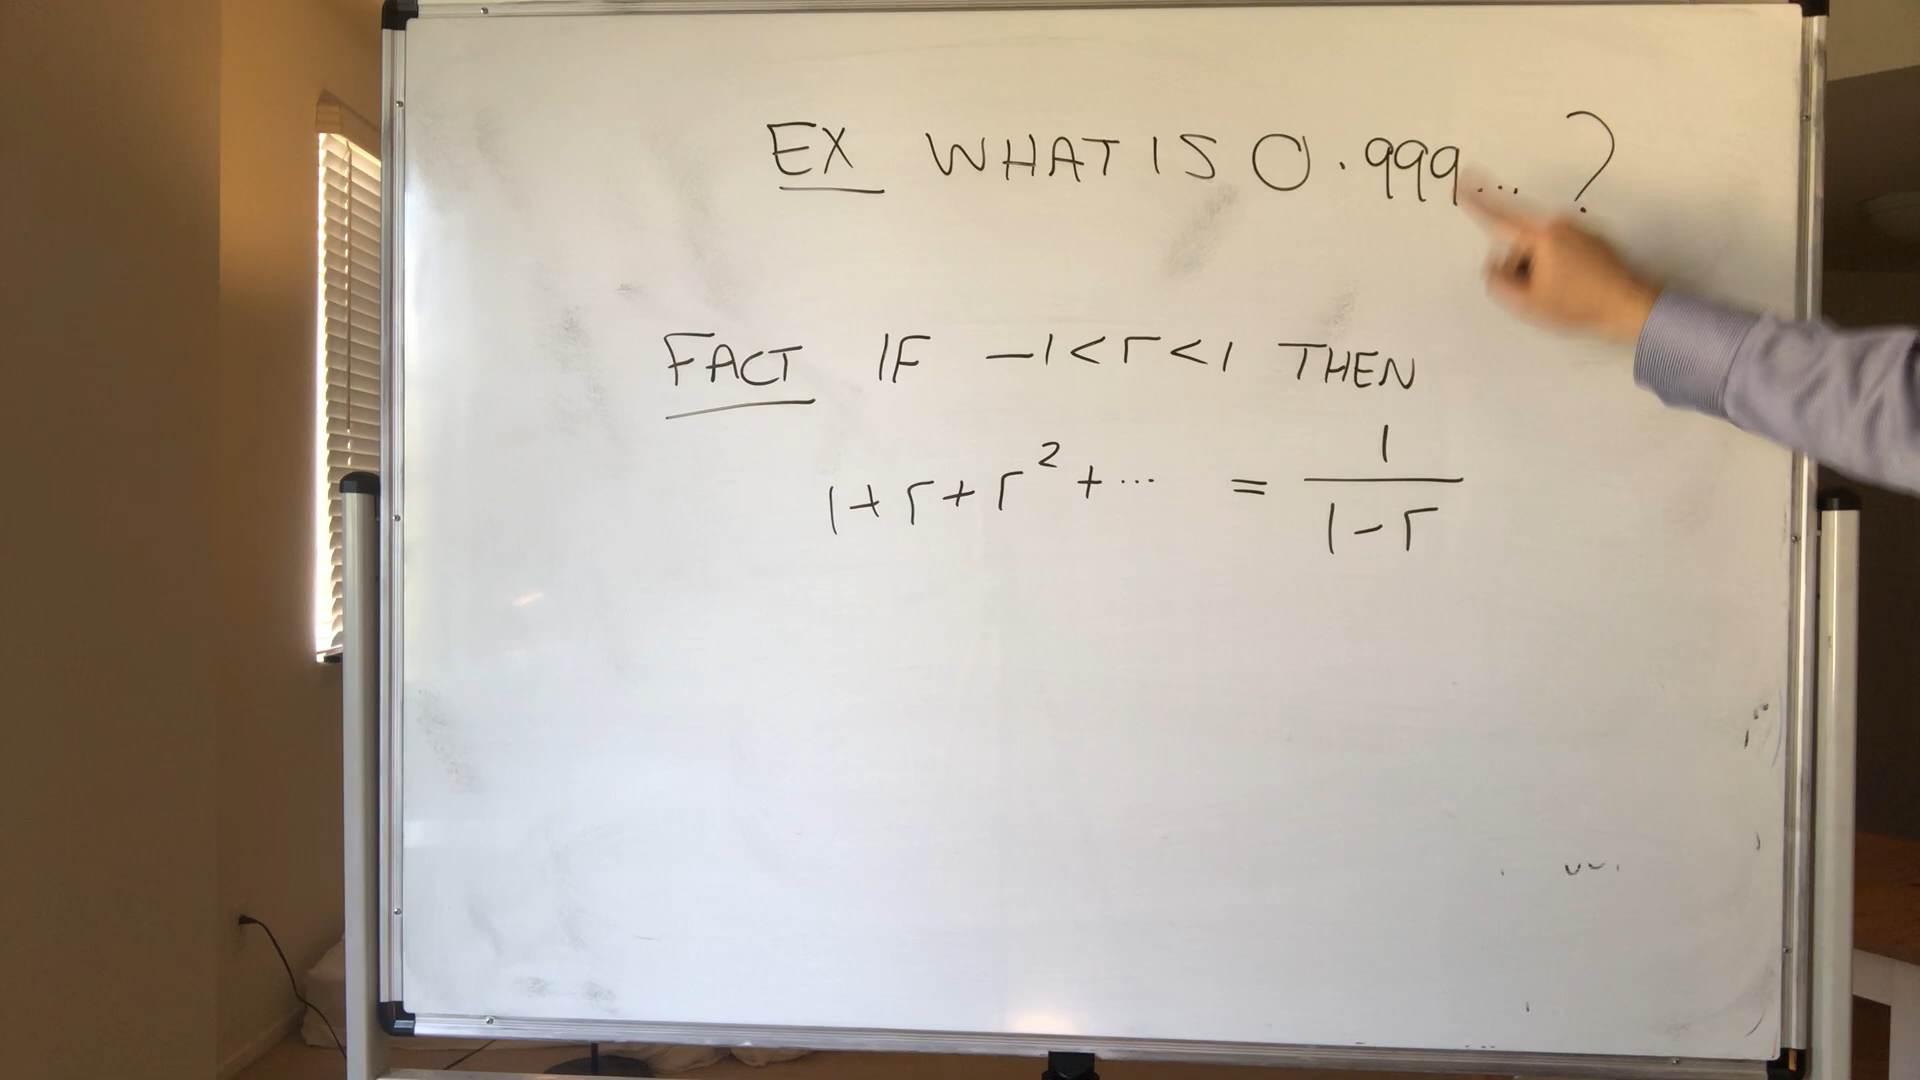 EX WHAT IS 0.999... ?
FACT IF -1<r<1 THEN
1+r+r²+... = 1/(1-r)